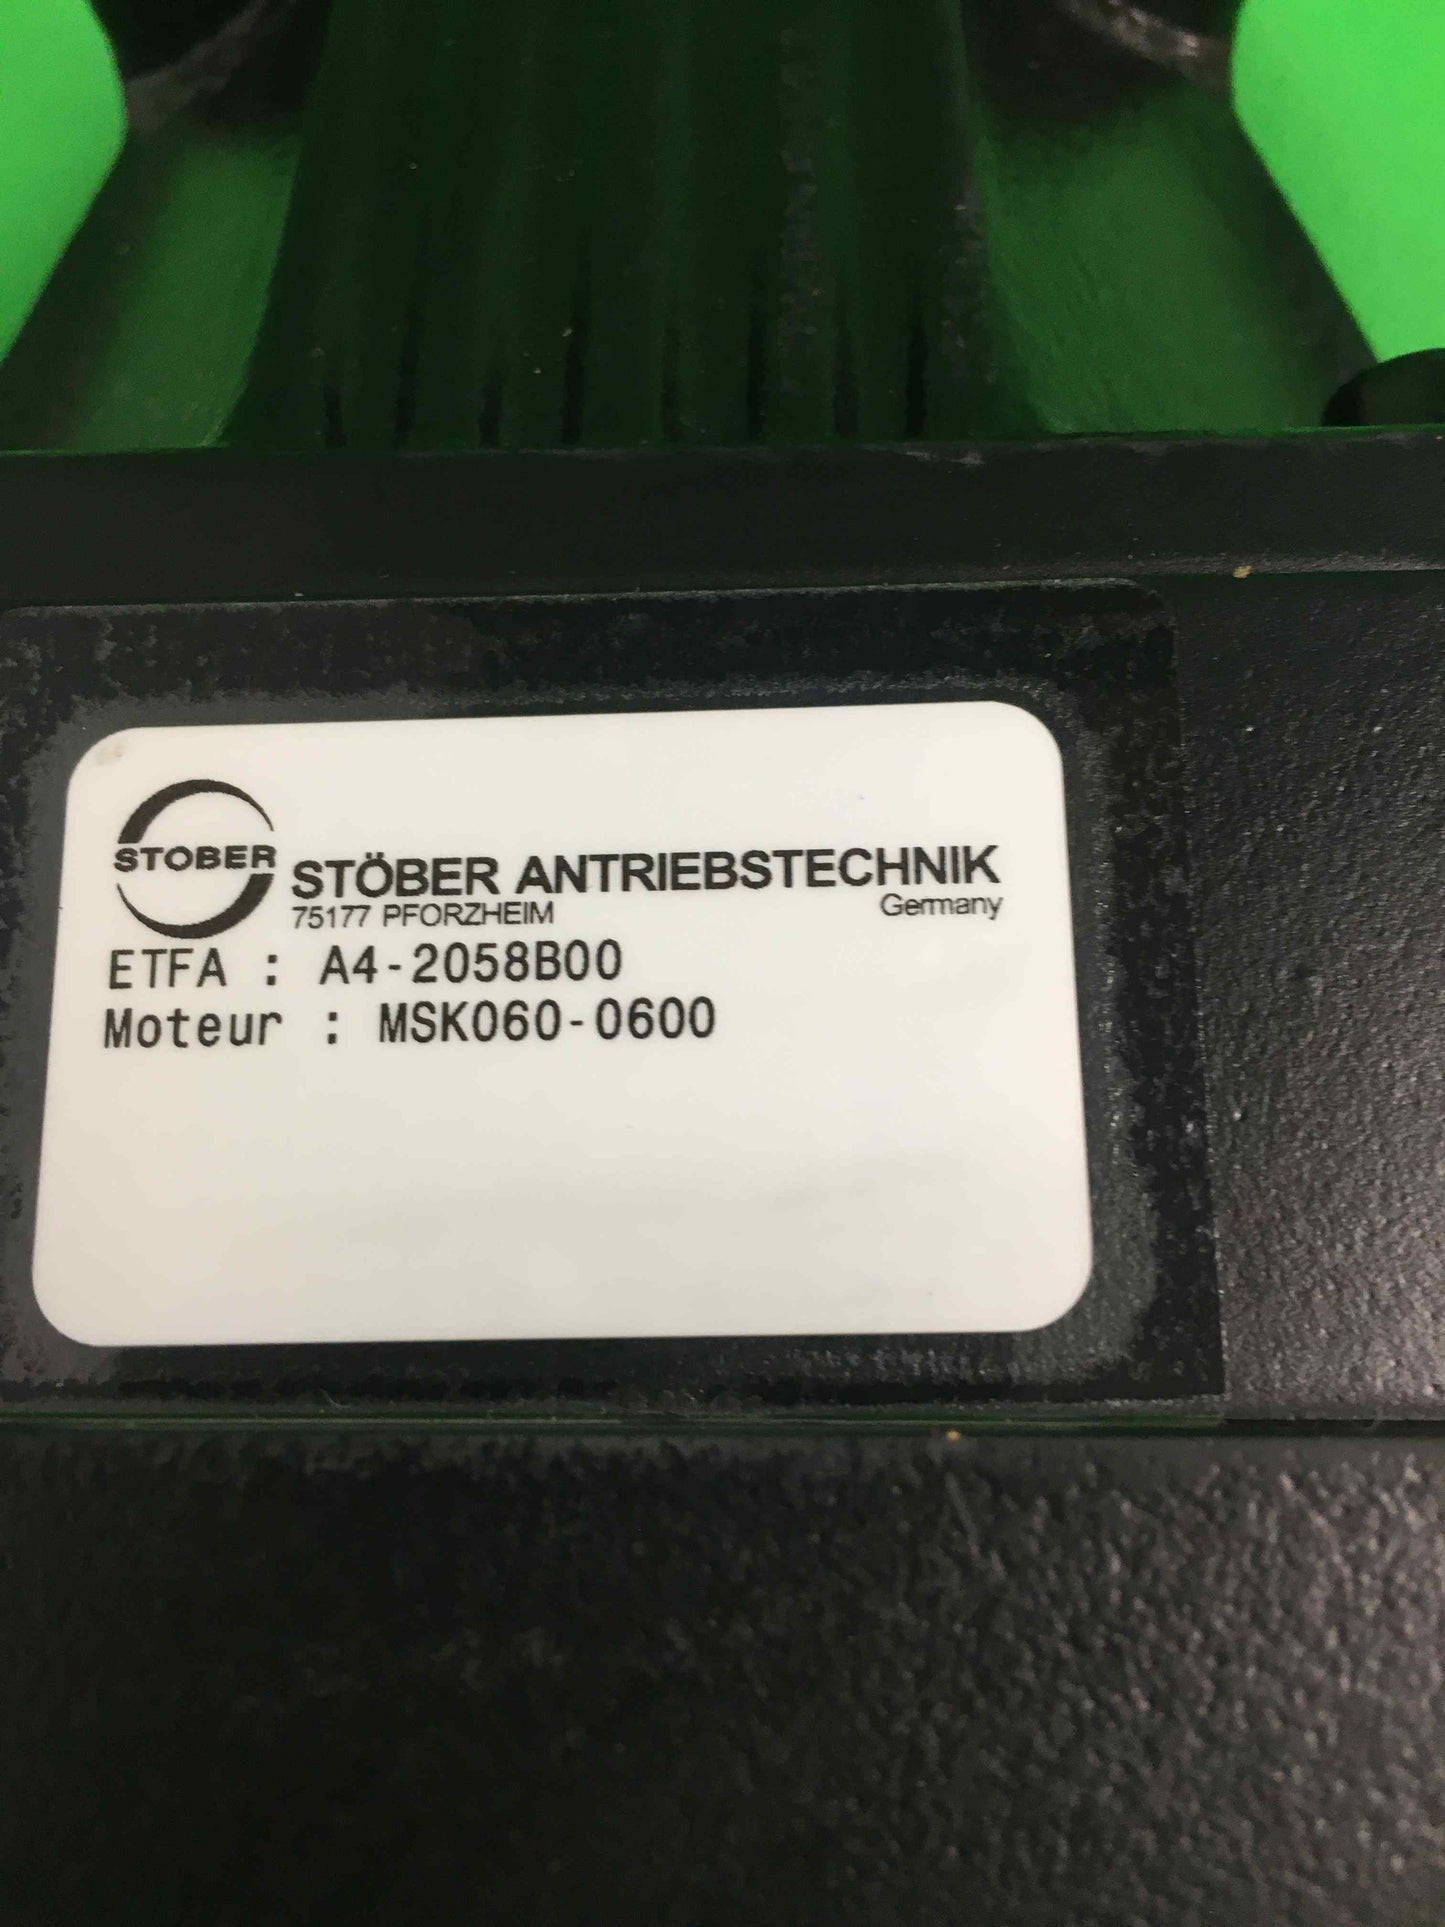 STOBER
STÖBER ANTRIEBSTECHNIK
75177 PFORZHEIM Germany
ETFA : A4-2058B00
Moteur : MSK060-0600